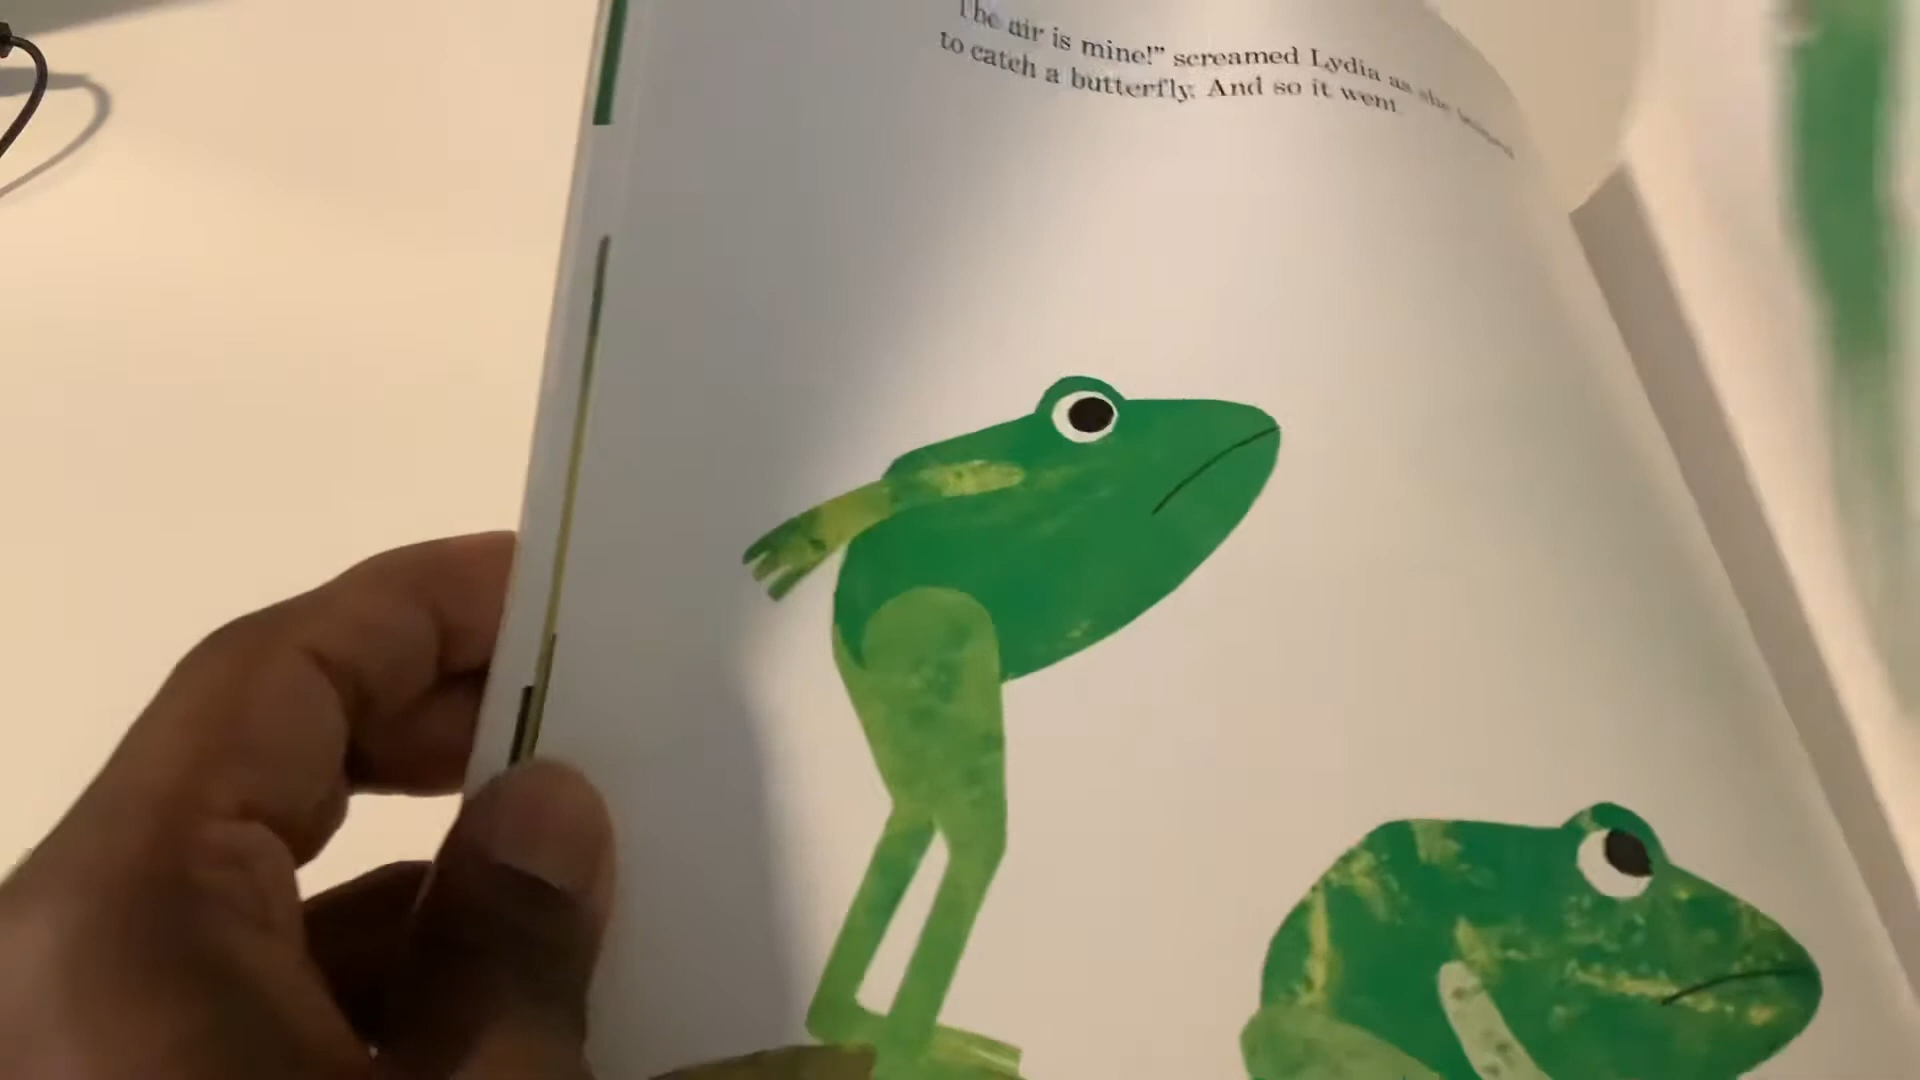 The air is mine!” screamed Lydia as she
to catch a butterfly. And so it went.